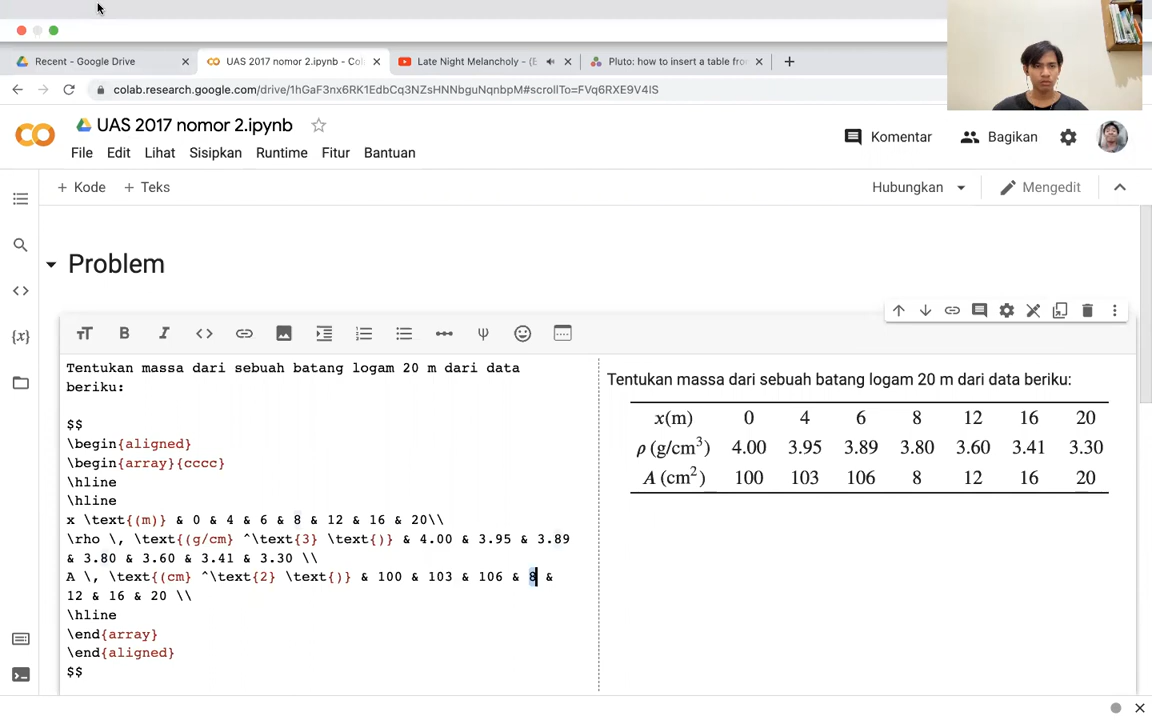 Recent - Google Drive
UAS 2017 nomor 2.ipynb - Co
Late Night Melancholy - (E
Pluto: how to insert a table fro
colab.research.google.com/drive/1hGaF3nx6RK1EdbCq3NZsHNNbguNqnbpM#scrollTo=FVq6RXE9V4lS
CO
UAS 2017 nomor 2.ipynb
Komentar
Bagikan
File Edit Lihat Sisipkan Runtime Fitur Bantuan
+ Kode + Teks
Hubungkan
Mengedit
Problem
Tentukan massa dari sebuah batang logam 20 m dari data
beriku:
$$
\begin{aligned}
\begin{array}{cccc}
\hline
\hline
x \text{(m)} & 0 & 4 & 6 & 8 & 12 & 16 & 20\\
\rho \, \text{(g/cm} ^\text{3} \text{)} & 4.00 & 3.95 & 3.89
& 3.80 & 3.60 & 3.41 & 3.30 \\
A \, \text{(cm} ^\text{2} \text{)} & 100 & 103 & 106 & 8 &
12 & 16 & 20 \\
\hline
\end{array}
\end{aligned}
$$
Tentukan massa dari sebuah batang logam 20 m dari data beriku:
x(m) 0 4 6 8 12 16 20
ρ (g/cm³) 4.00 3.95 3.89 3.80 3.60 3.41 3.30
A (cm²) 100 103 106 8 12 16 20